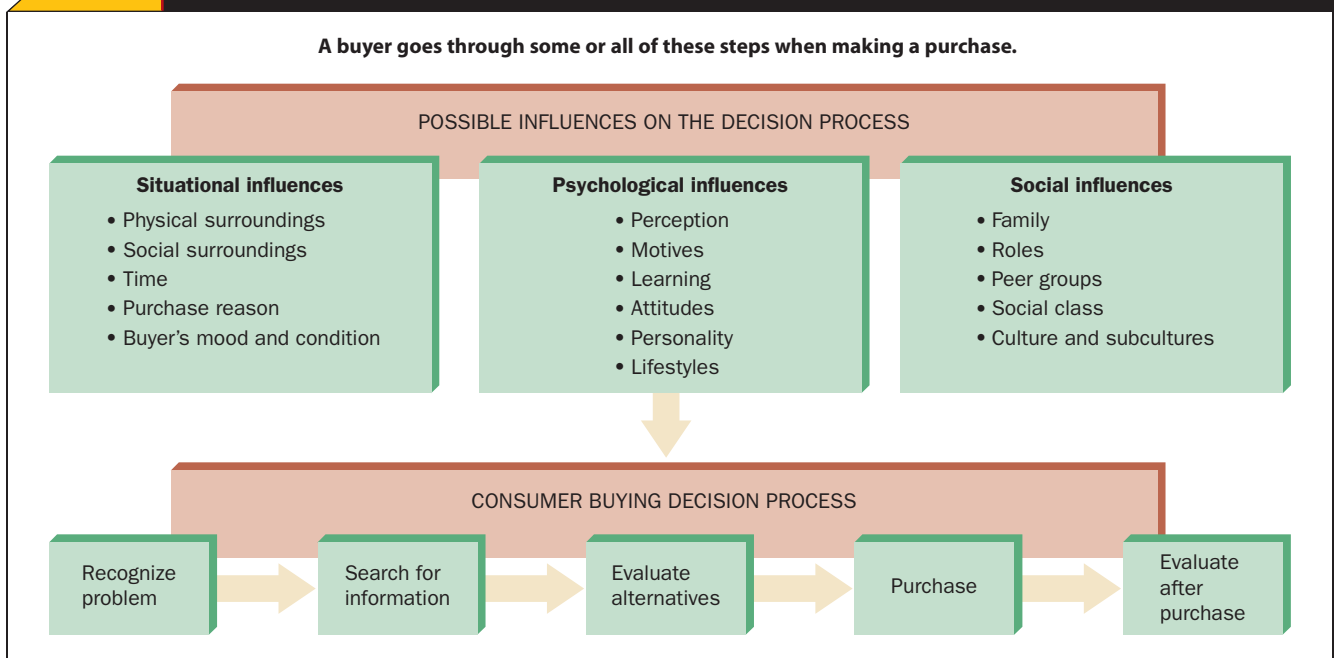 A buyer goes through some or all of these steps when making a purchase.
POSSIBLE INFLUENCES ON THE DECISION PROCESS
Situational influences
• Physical surroundings
• Social surroundings
• Time
• Purchase reason
• Buyer’s mood and condition
Psychological influences
• Perception
• Motives
• Learning
• Attitudes
• Personality
• Lifestyles
Social influences
• Family
• Roles
• Peer groups
• Social class
• Culture and subcultures
CONSUMER BUYING DECISION PROCESS
Recognize
problem
Search for
information
Evaluate
alternatives
Purchase
Evaluate
after
purchase